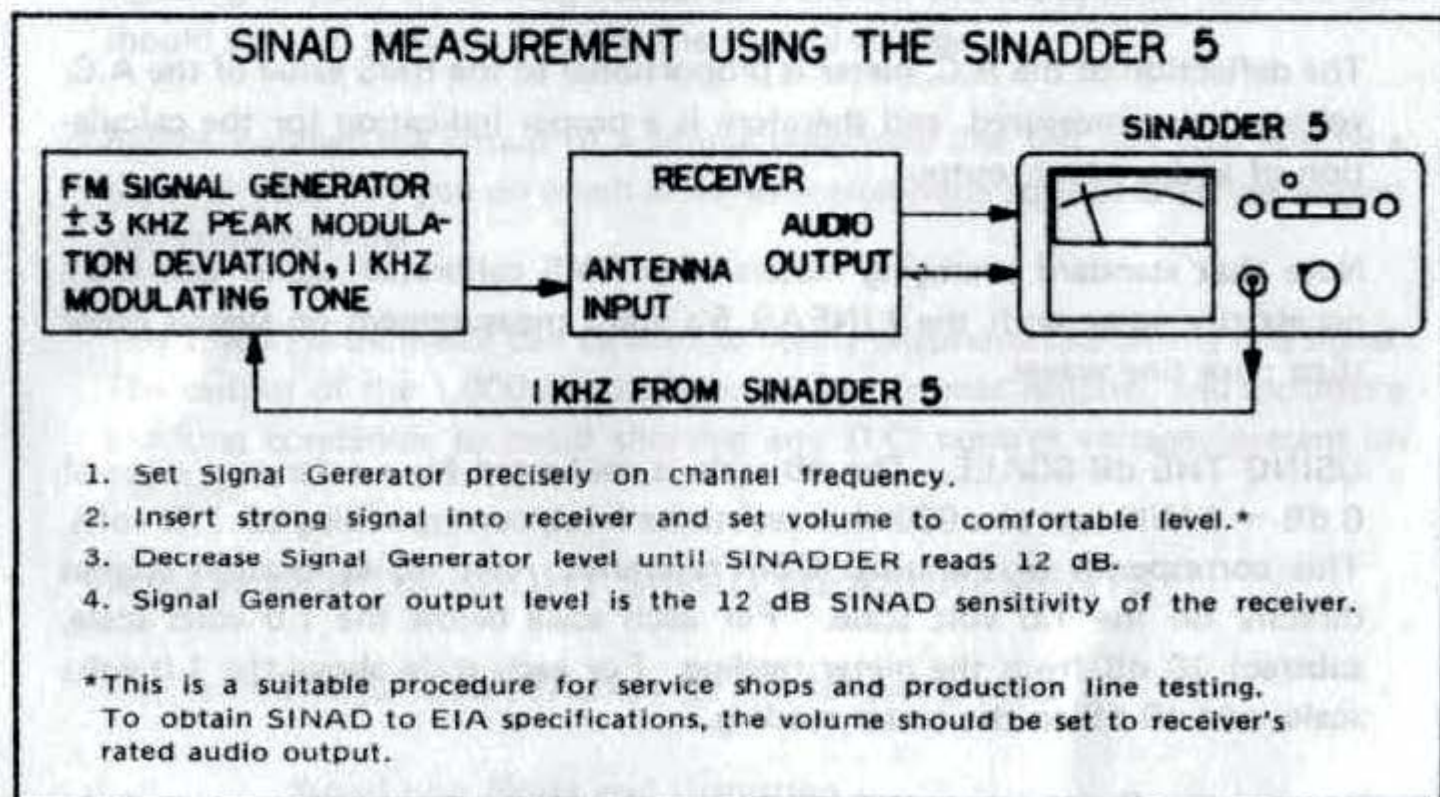 SINAD MEASUREMENT USING THE SINADDER 5
SINADDER 5
FM SIGNAL GENERATOR
±3 KHZ PEAK MODULA-
TION DEVIATION, 1 KHZ
MODULATING TONE
RECEIVER
AUDIO
OUTPUT
ANTENNA
INPUT
1 KHZ FROM SINADDER 5
1. Set Signal Gererator precisely on channel frequency.
2. Insert strong signal into receiver and set volume to comfortable level.*
3. Decrease Signal Generator level until SINADDER reads 12 dB.
4. Signal Generator output level is the 12 dB SINAD sensitivity of the receiver.
*This is a suitable procedure for service shops and production line testing.
To obtain SINAD to EIA specifications, the volume should be set to receiver's
rated audio output.